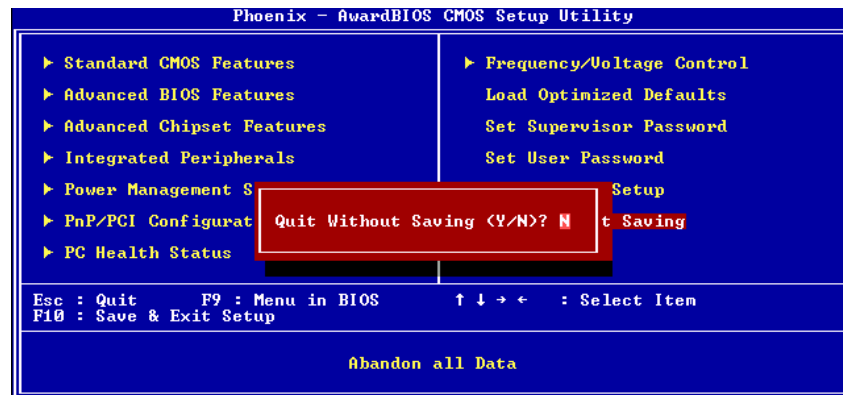 Phoenix - AwardBIOS CMOS Setup Utility
Standard CMOS Features
Advanced BIOS Features
Advanced Chipset Features
Integrated Peripherals
Power Management S
PnP/PCI Configurat
PC Health Status
Frequency/Voltage Control
Load Optimized Defaults
Set Supervisor Password
Set User Password
Setup
t Saving
Quit Without Saving (Y/N)? N
Esc : Quit F9 : Menu in BIOS ↑ ↓ → ← : Select Item
F10 : Save & Exit Setup
Abandon all Data